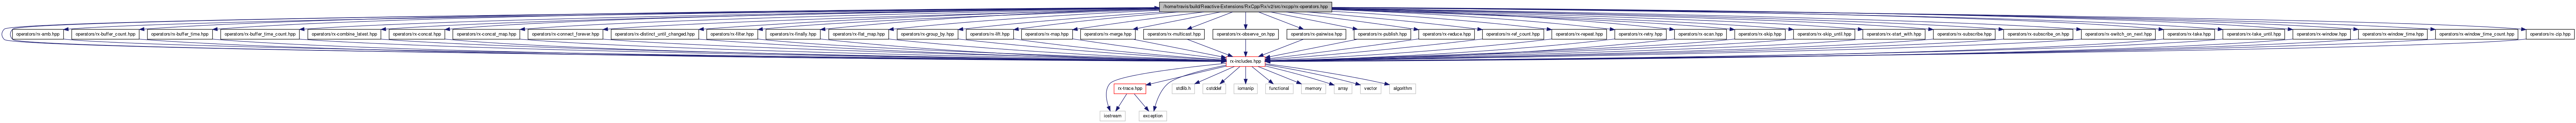 /home/travis/build/Reactive-Extensions/RxCpp/Rx/v2/src/rxcpp/rx-operators.hpp
operators/rx-amb.hpp
operators/rx-buffer_count.hpp
operators/rx-buffer_time.hpp
operators/rx-buffer_time_count.hpp
operators/rx-combine_latest.hpp
operators/rx-concat.hpp
operators/rx-concat_map.hpp
operators/rx-connect_forever.hpp
operators/rx-distinct_until_changed.hpp
operators/rx-filter.hpp
operators/rx-finally.hpp
operators/rx-flat_map.hpp
operators/rx-group_by.hpp
operators/rx-lift.hpp
operators/rx-map.hpp
operators/rx-merge.hpp
operators/rx-multicast.hpp
operators/rx-observe_on.hpp
operators/rx-pairwise.hpp
operators/rx-publish.hpp
operators/rx-reduce.hpp
operators/rx-ref_count.hpp
operators/rx-repeat.hpp
operators/rx-retry.hpp
operators/rx-scan.hpp
operators/rx-skip.hpp
operators/rx-skip_until.hpp
operators/rx-start_with.hpp
operators/rx-subscribe.hpp
operators/rx-subscribe_on.hpp
operators/rx-switch_on_next.hpp
operators/rx-take.hpp
operators/rx-take_until.hpp
operators/rx-window.hpp
operators/rx-window_time.hpp
operators/rx-window_time_count.hpp
operators/rx-zip.hpp
rx-includes.hpp
rx-trace.hpp
stdlib.h
cstddef
iomanip
functional
memory
array
vector
algorithm
iostream
exception